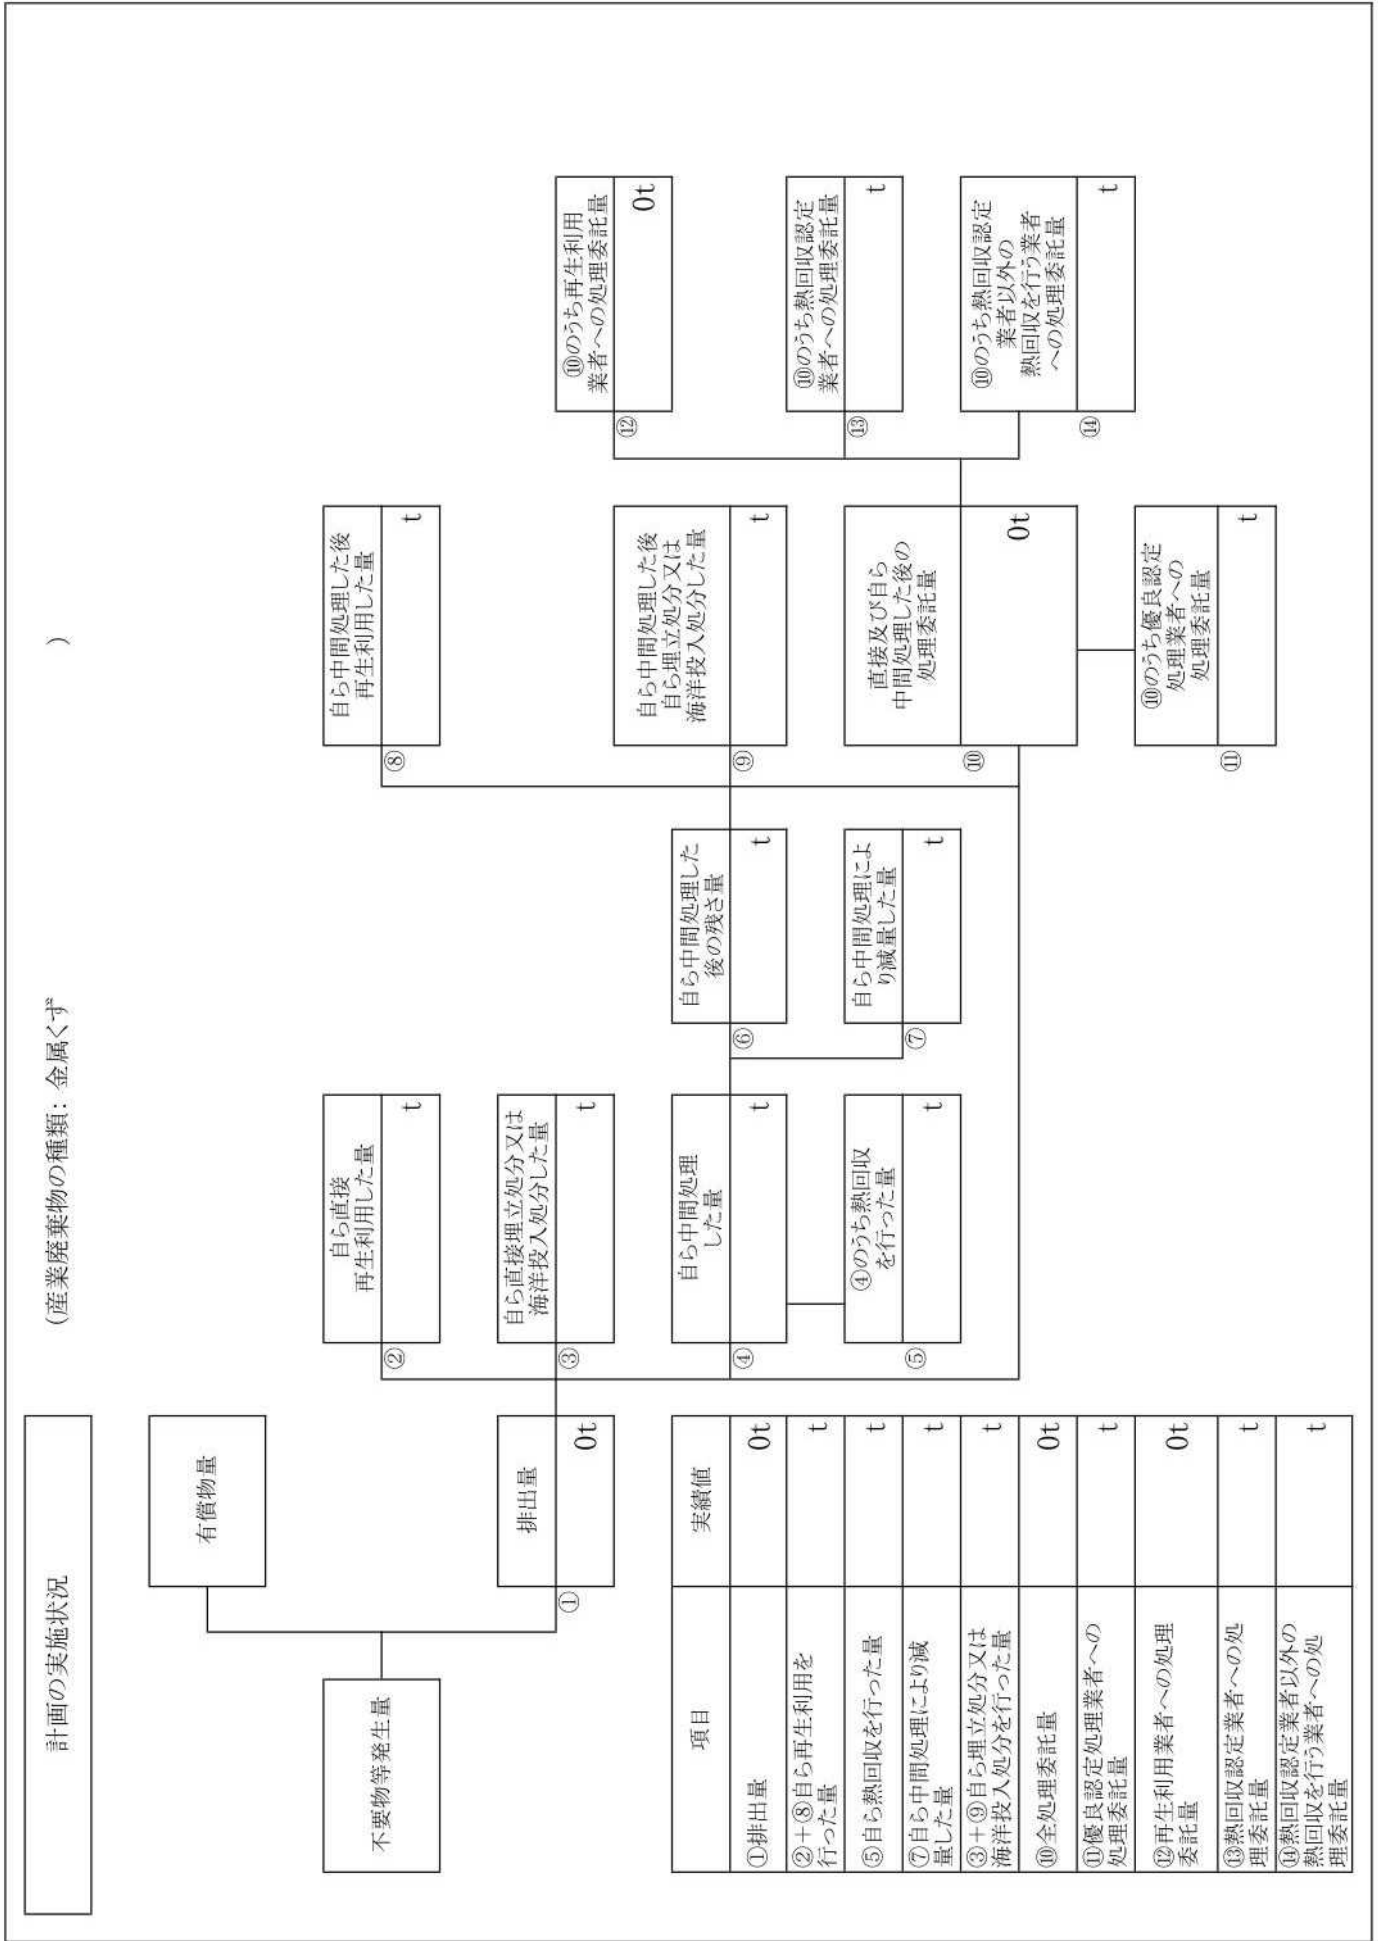 計画の実施状況
(産業廃棄物の種類：金属くず
)
不要物等発生量
有償物量
①
排出量
0t
②
自ら直接
再生利用した量
t
③
自ら直接埋立処分又は
海洋投入処分した量
t
④
自ら中間処理
した量
t
⑤
④のうち熱回収
を行った量
t
⑥
自ら中間処理した
後の残さ量
t
⑦
自ら中間処理によ
り減量した量
t
⑧
自ら中間処理した後
再生利用した量
t
⑨
自ら中間処理した後
自ら埋立処分又は
海洋投入処分した量
t
⑩
直接及び自ら
中間処理した後の
処理委託量
0t
⑪
⑩のうち優良認定
処理業者への
処理委託量
t
⑫
⑩のうち再生利用
業者への処理委託量
0t
⑬
⑩のうち熱回収認定
業者への処理委託量
t
⑭
⑩のうち熱回収認定
業者以外の
熱回収を行う業者
への処理委託量
t
項目
実績値
①排出量
0t
②＋⑧自ら再生利用を
行った量
t
⑤自ら熱回収を行った量
t
⑦自ら中間処理により減
量した量
t
③＋⑨自ら埋立処分又は
海洋投入処分を行った量
t
⑩全処理委託量
0t
⑪優良認定処理業者への
処理委託量
t
⑫再生利用業者への処理
委託量
0t
⑬熱回収認定業者への処
理委託量
t
⑭熱回収認定業者以外の
熱回収を行う業者への処
理委託量
t